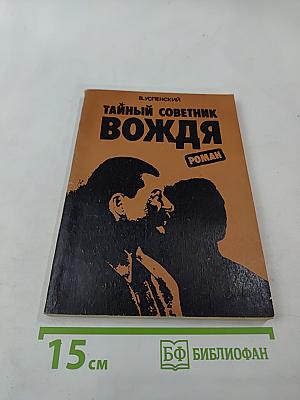 В.УСПЕНСКИЙ
ТАЙНЫЙ СОВЕТНИК
ВОЖДЯ
РОМАН
15 см
БФ БИБЛИОФАН